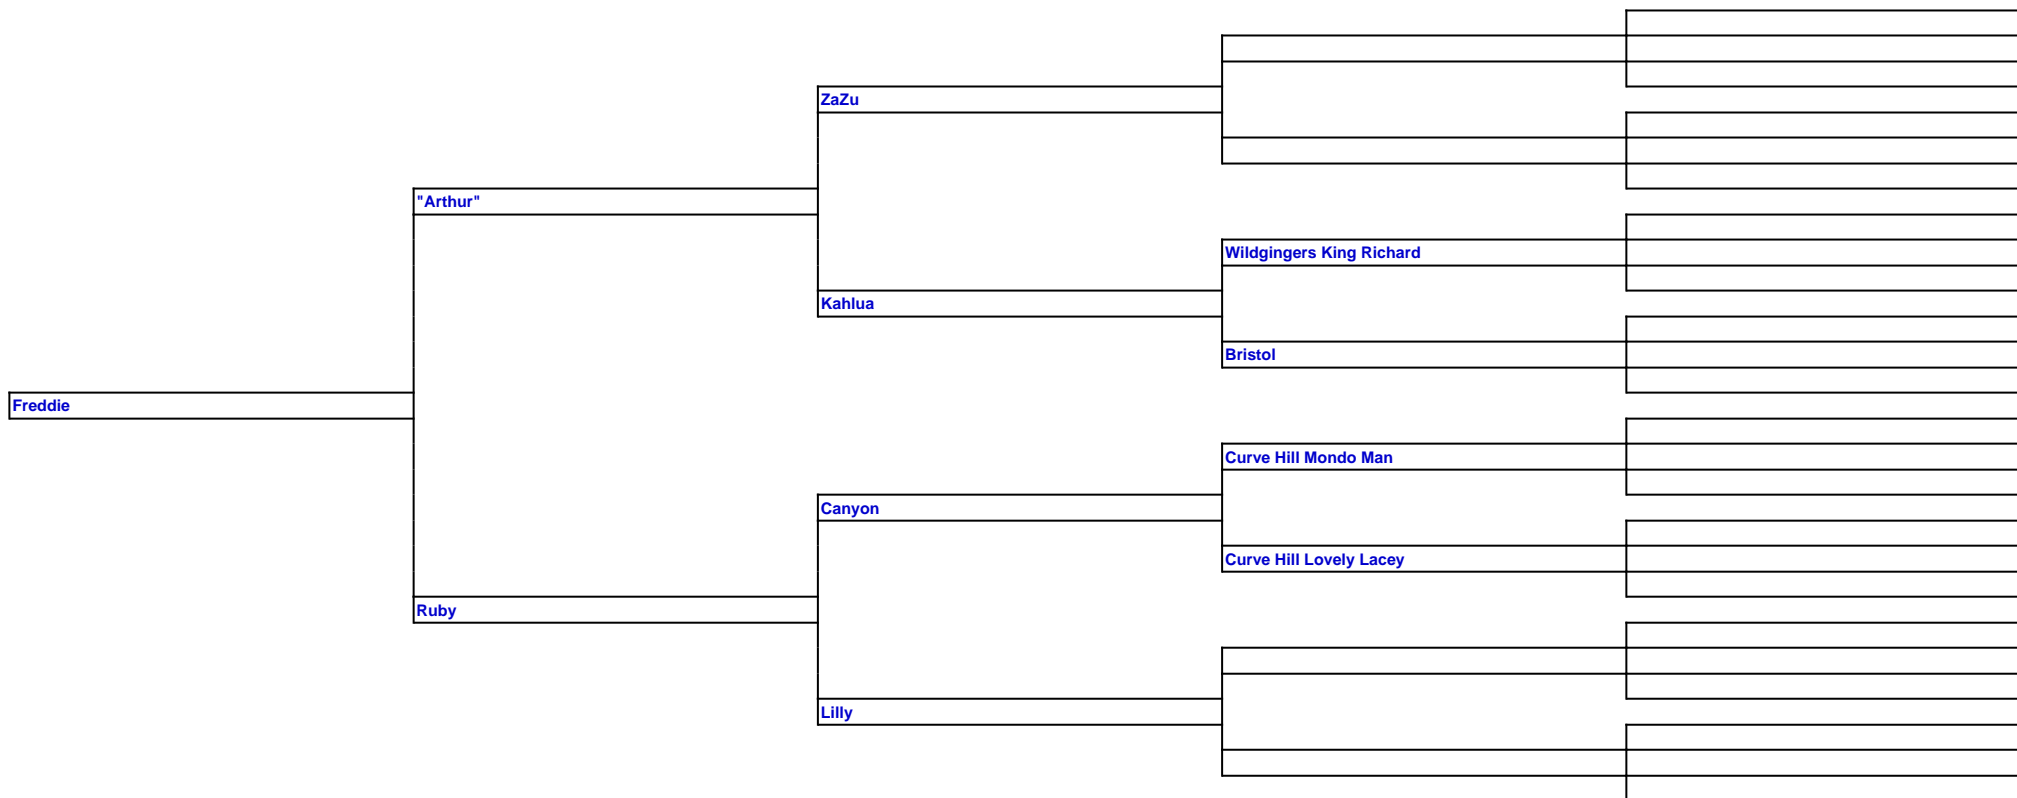 ZaZu
"Arthur"
Wildgingers King Richard
Kahlua
Bristol
Freddie
Curve Hill Mondo Man
Canyon
Curve Hill Lovely Lacey
Ruby
Lilly